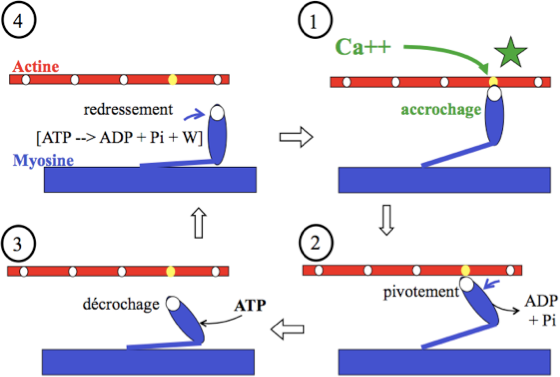 4
Actine
redressement
[ATP --> ADP + Pi + W]
Myosine
1
Ca++
accrochage
3
décrochage
ATP
2
pivotement
ADP
+ Pi